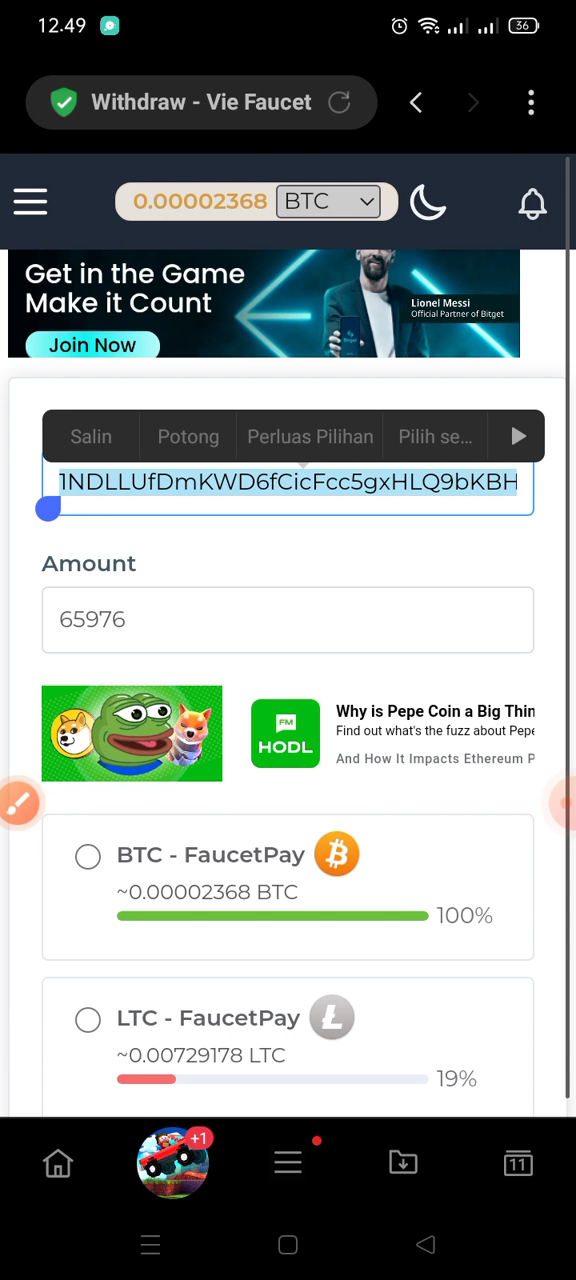 12.49
36
Withdraw - Vie Faucet
0.00002368 BTC
Get in the Game
Make it Count
Join Now
Lionel Messi
Official Partner of Bitget
Salin Potong Perluas Pilihan Pilih se...
1NDLLUfDmKWD6fCicFcc5gxHLQ9bKBH
Amount
65976
FM
HODL
Why is Pepe Coin a Big Thin
Find out what's the fuzz about Pepe
And How It Impacts Ethereum P
BTC - FaucetPay
~0.00002368 BTC
100%
LTC - FaucetPay
~0.00729178 LTC
19%
+1
11